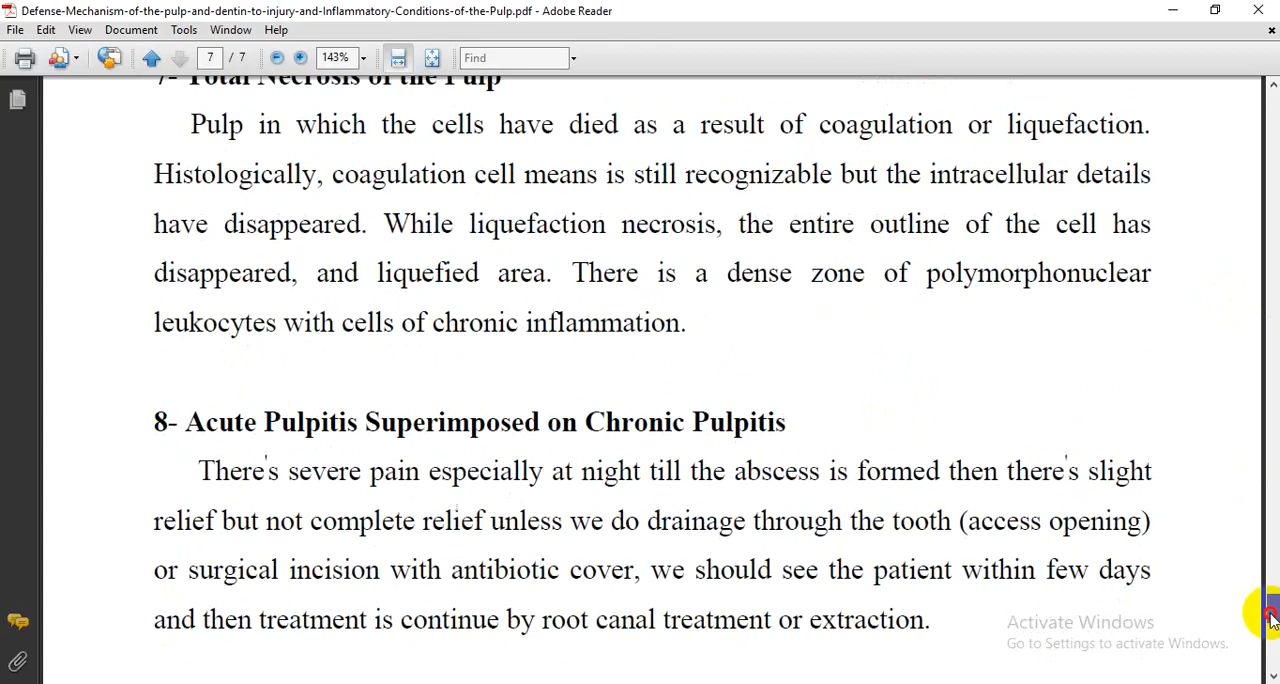 Defense-Mechanism-of-the-pulp-and-dentin-to-injury-and-Inflammatory-Conditions-of-the-Pulp.pdf - Adobe Reader
File Edit View Document Tools Window Help
7 / 7 143% Find
7- Total Necrosis of the Pulp
Pulp in which the cells have died as a result of coagulation or liquefaction.
Histologically, coagulation cell means is still recognizable but the intracellular details
have disappeared. While liquefaction necrosis, the entire outline of the cell has
disappeared, and liquefied area. There is a dense zone of polymorphonuclear
leukocytes with cells of chronic inflammation.
8- Acute Pulpitis Superimposed on Chronic Pulpitis
There's severe pain especially at night till the abscess is formed then there's slight
relief but not complete relief unless we do drainage through the tooth (access opening)
or surgical incision with antibiotic cover, we should see the patient within few days
and then treatment is continue by root canal treatment or extraction.
Activate Windows
Go to Settings to activate Windows.